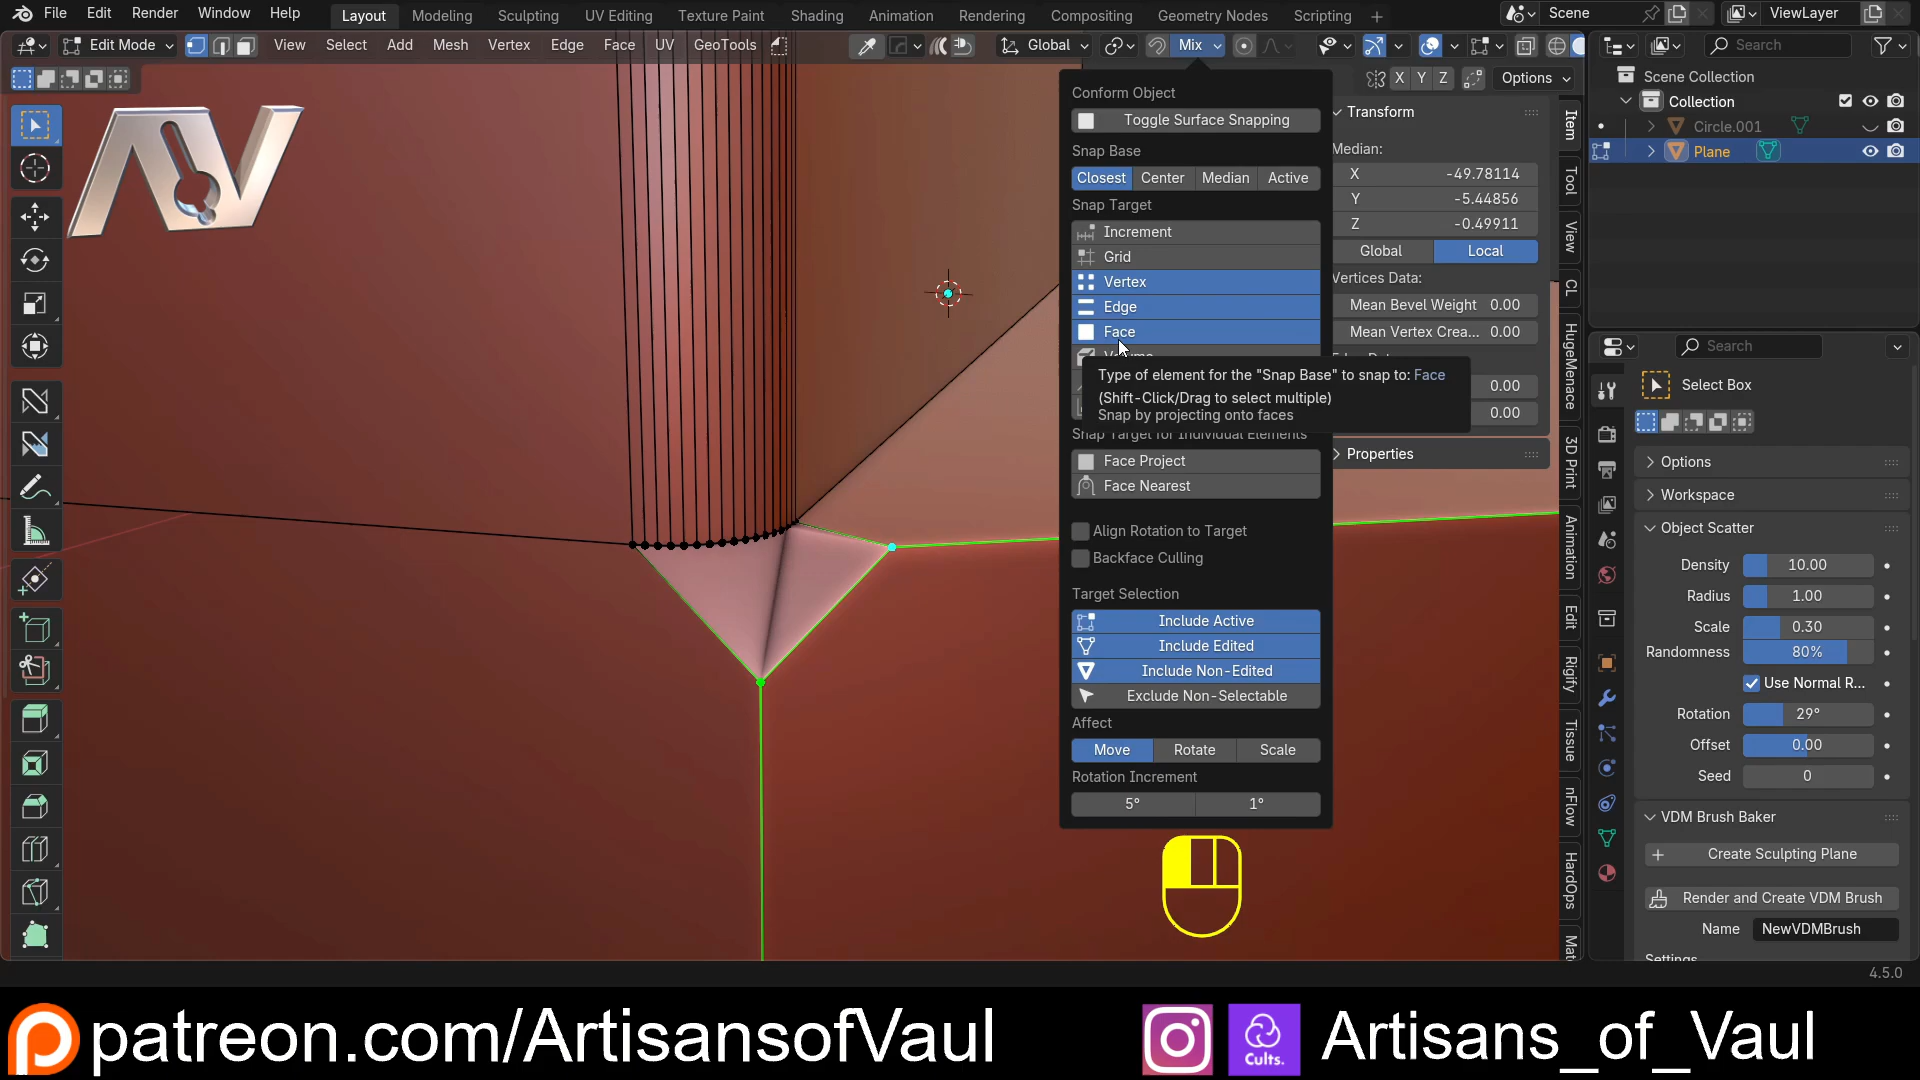 File Edit Render Window Help Layout Modeling Sculpting UV Editing Texture Paint Shading Animation Rendering Compositing Geometry Nodes Scripting + Scene ViewLayer
Edit Mode View Select Add Mesh Vertex Edge Face UV GeoTools Global Mix Search
X Y Z Options
Conform Object
Toggle Surface Snapping
Snap Base
Closest Center Median Active
Snap Target
Increment
Grid
Vertex
Edge
Face
Type of element for the "Snap Base" to snap to: Face
(Shift-Click/Drag to select multiple)
Snap by projecting onto faces
Snap Target for Individual Elements
Face Project
Face Nearest
Align Rotation to Target
Backface Culling
Target Selection
Include Active
Include Edited
Include Non-Edited
Exclude Non-Selectable
Affect
Move Rotate Scale
Rotation Increment
5° 1°
Transform
Median:
X -49.78114
Y -5.44856
Z -0.49911
Global Local
Vertices Data:
Mean Bevel Weight 0.00
Mean Vertex Crea... 0.00
0.00
0.00
Properties
Item
Tool
View
CL
HugeMenace
3D Print
Animation
Edit
Rigify
Tissue
nFlow
HardOps
Scene Collection
Collection
Circle.001
Plane
Search
Select Box
Options
Workspace
Object Scatter
Density 10.00
Radius 1.00
Scale 0.30
Randomness 80%
Use Normal R...
Rotation 29°
Offset 0.00
Seed 0
VDM Brush Baker
Create Sculpting Plane
Render and Create VDM Brush
Name NewVDMBrush
4.5.0
patreon.com/ArtisansofVaul
Cults.
Artisans_of_Vaul